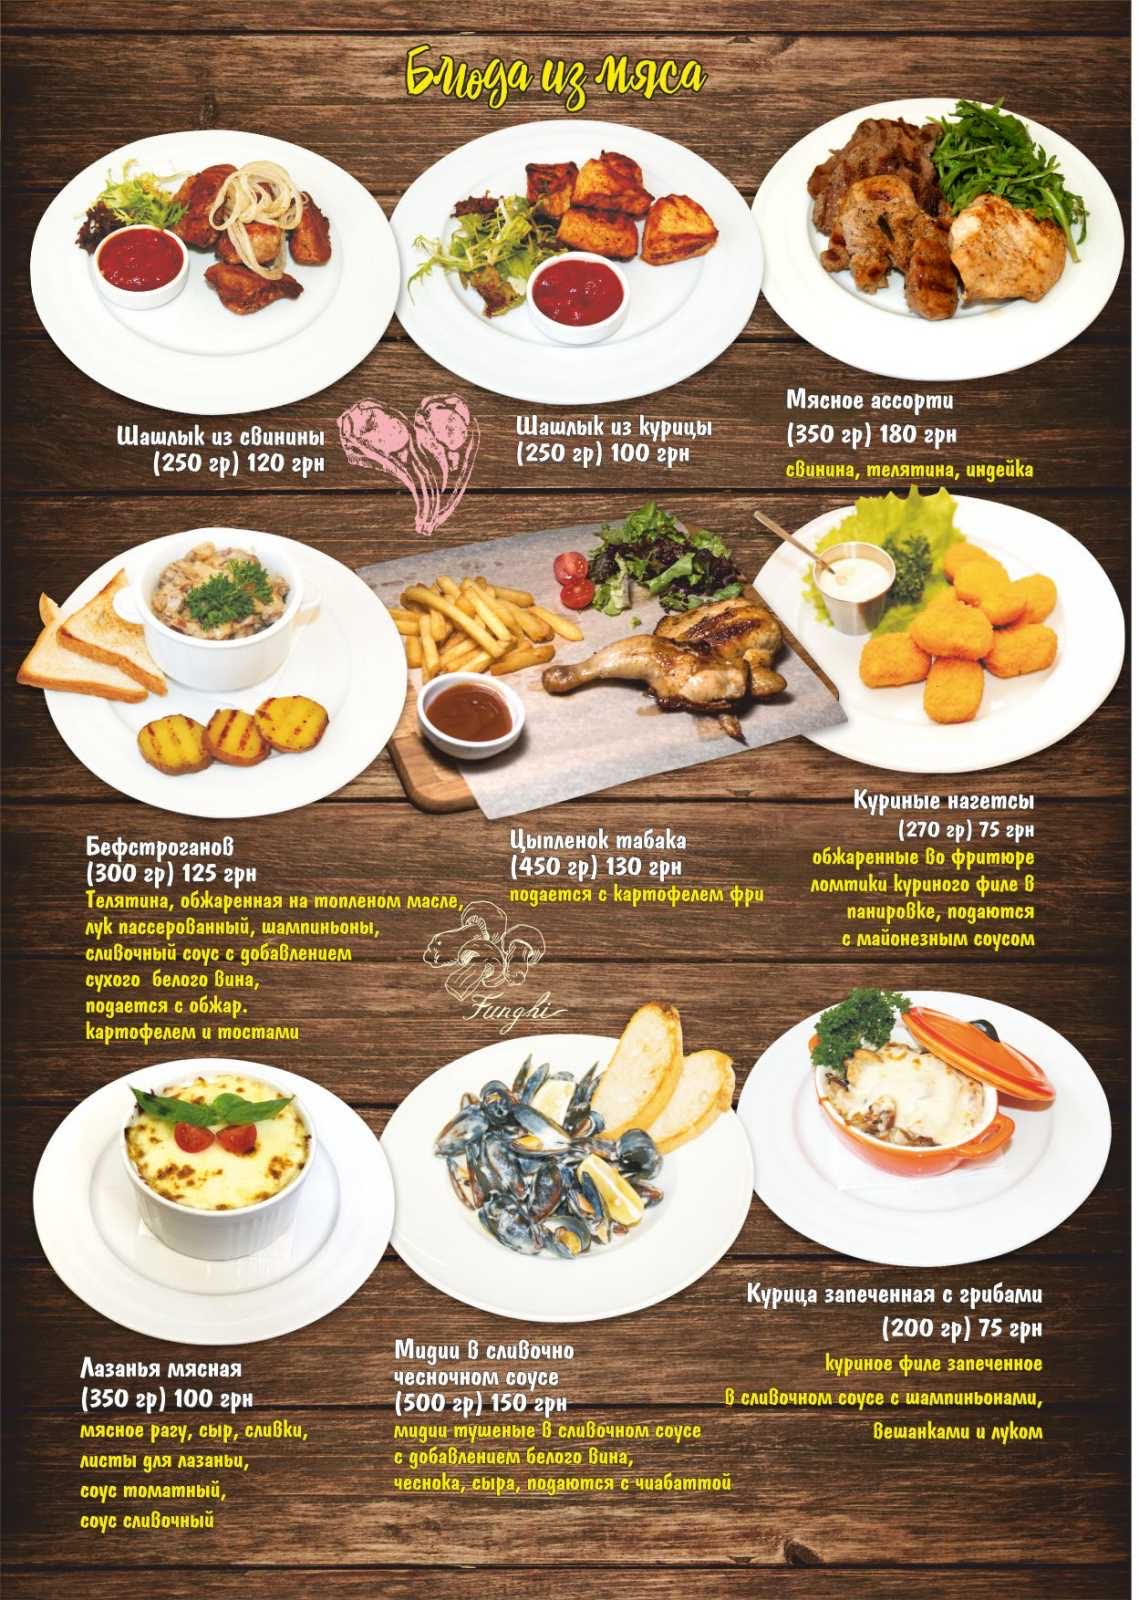 Блюда из мяса
Шашлык из свинины
(250 гр) 120 грн
Шашлык из курицы
(250 гр) 100 грн
Мясное ассорти
(350 гр) 180 грн
свинина, телятина, индейка
Бефстроганов
(300 гр) 125 грн
Телятина, обжаренная на топленом масле,
лук пассерованный, шампиньоны,
сливочный соус с добавлением
сухого белого вина,
подается с обжар.
картофелем и тостами
Цыпленок табака
(450 гр) 130 грн
подается с картофелем фри
Куриные нагетсы
(270 гр) 75 грн
обжаренные во фритюре
ломтики куриного филе в
панировке, подаются
с майонезным соусом
Funghi
Лазанья мясная
(350 гр) 100 грн
мясное рагу, сыр, сливки,
листы для лазаньи,
соус томатный,
соус сливочный
Мидии в сливочно
чесночном соусе
(500 гр) 150 грн
мидии тушеные в сливочном соусе
с добавлением белого вина,
чеснока, сыра, подаются с чиабаттой
Курица запеченная с грибами
(200 гр) 75 грн
куриное филе запеченное
в сливочном соусе с шампиньонами,
вешанками и луком